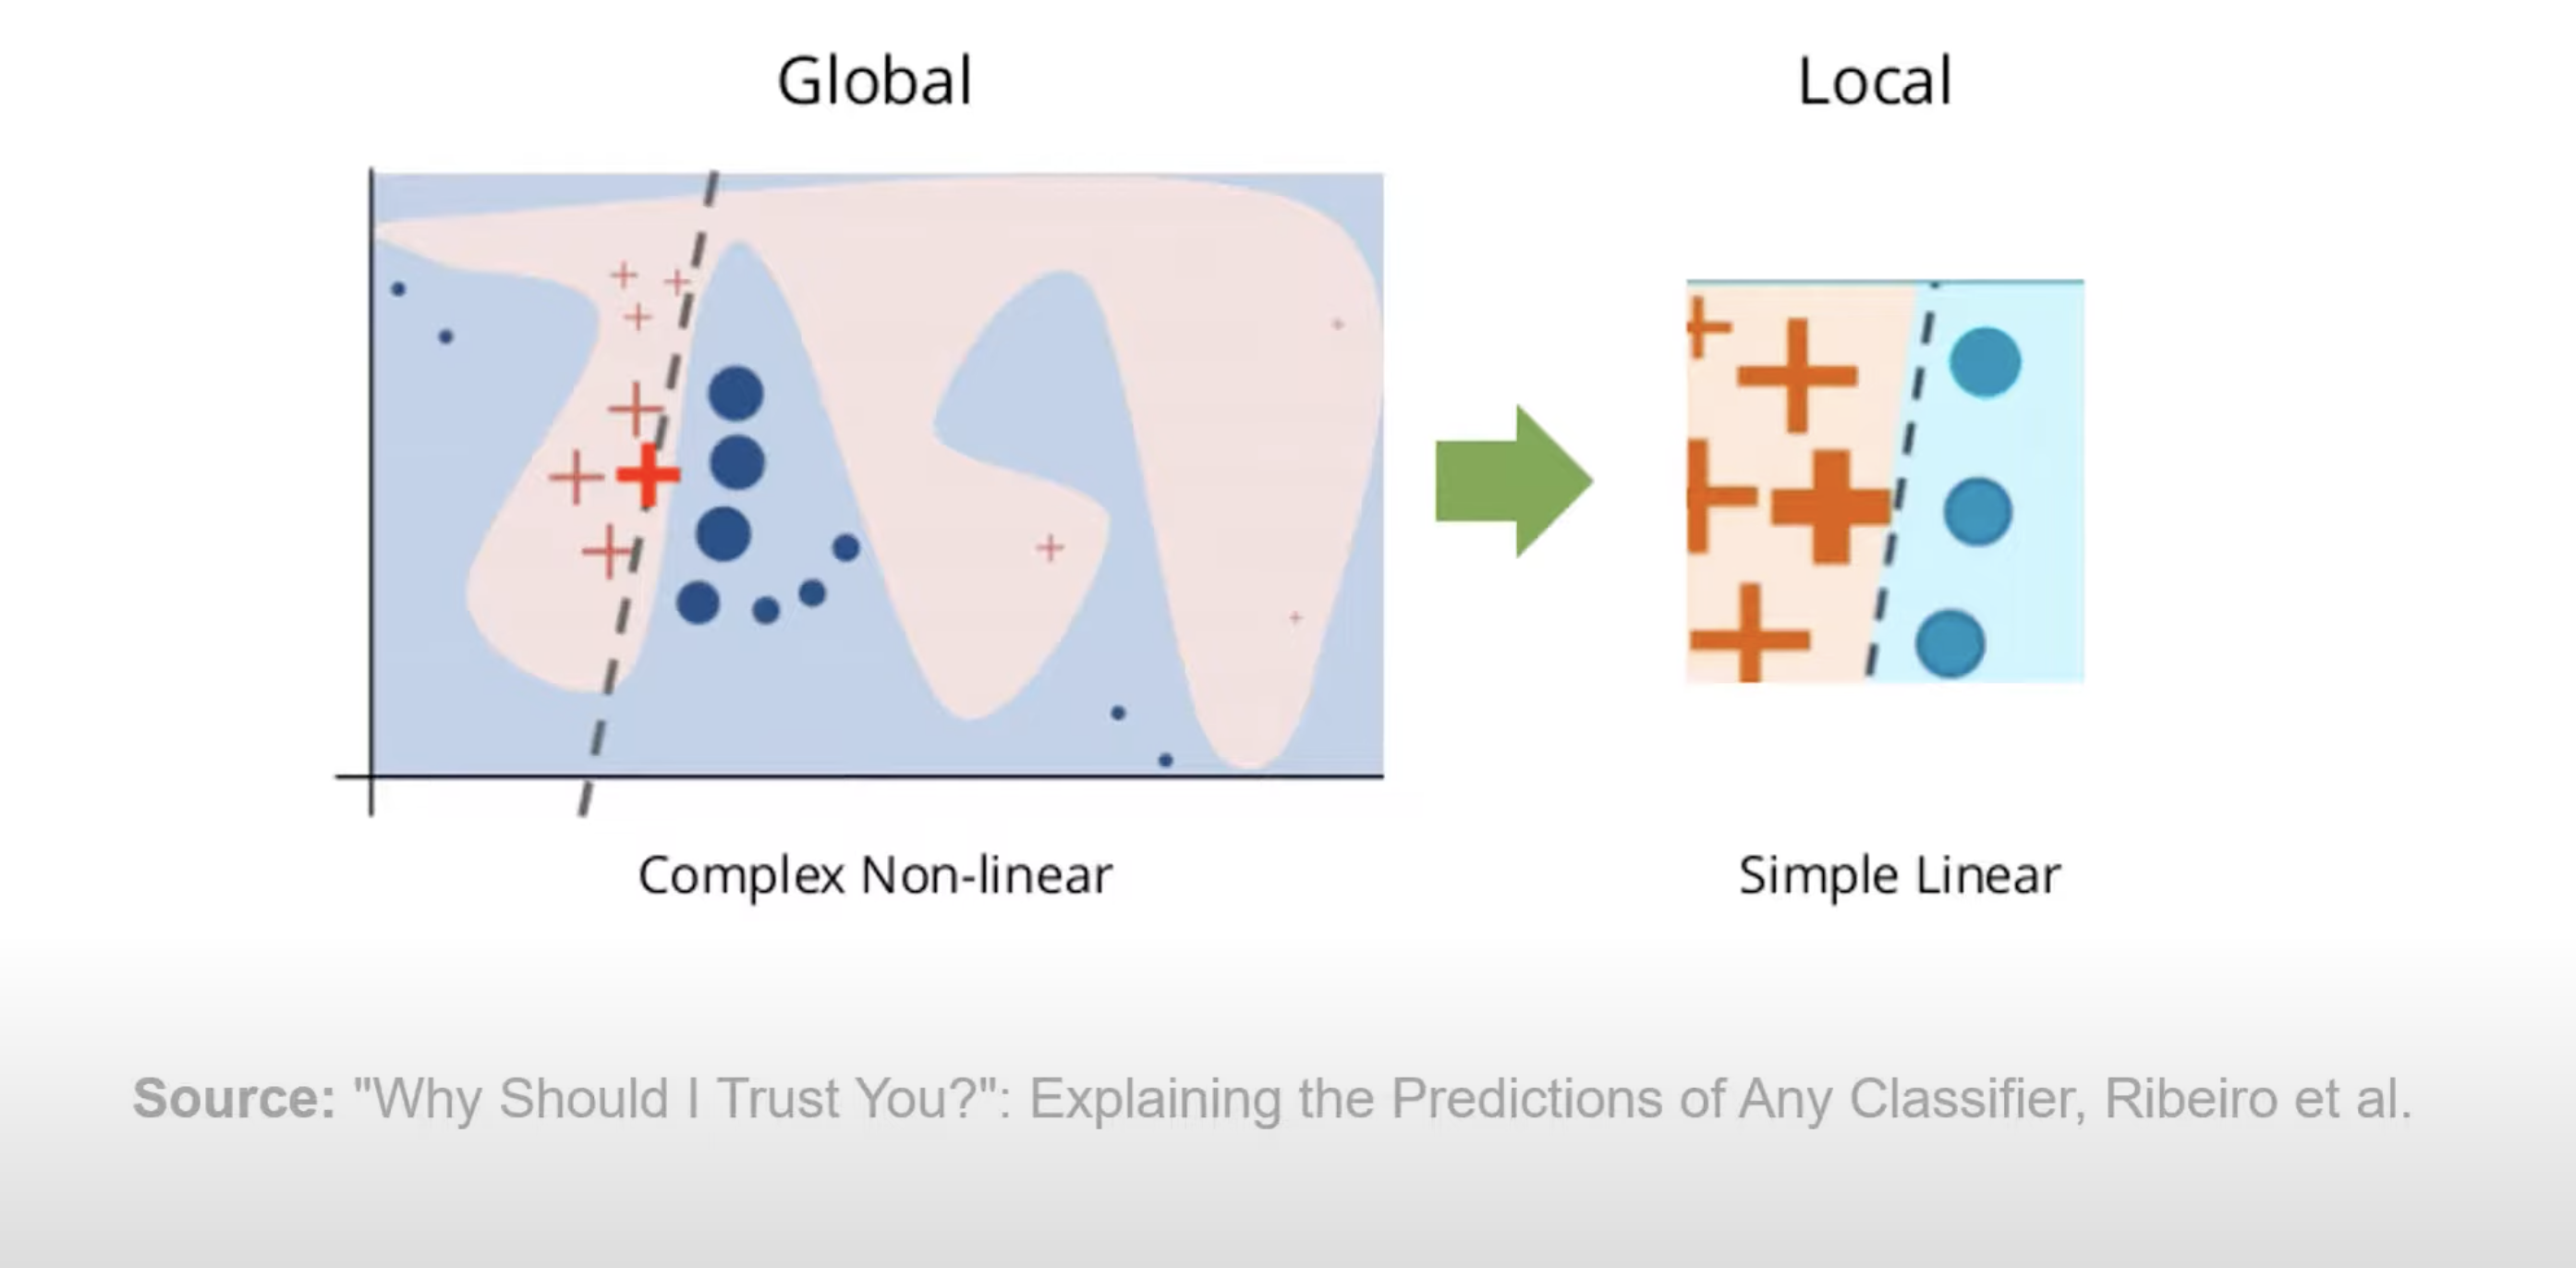 Global
Local
Complex Non-linear
Simple Linear
Source: "Why Should I Trust You?": Explaining the Predictions of Any Classifier, Ribeiro et al.